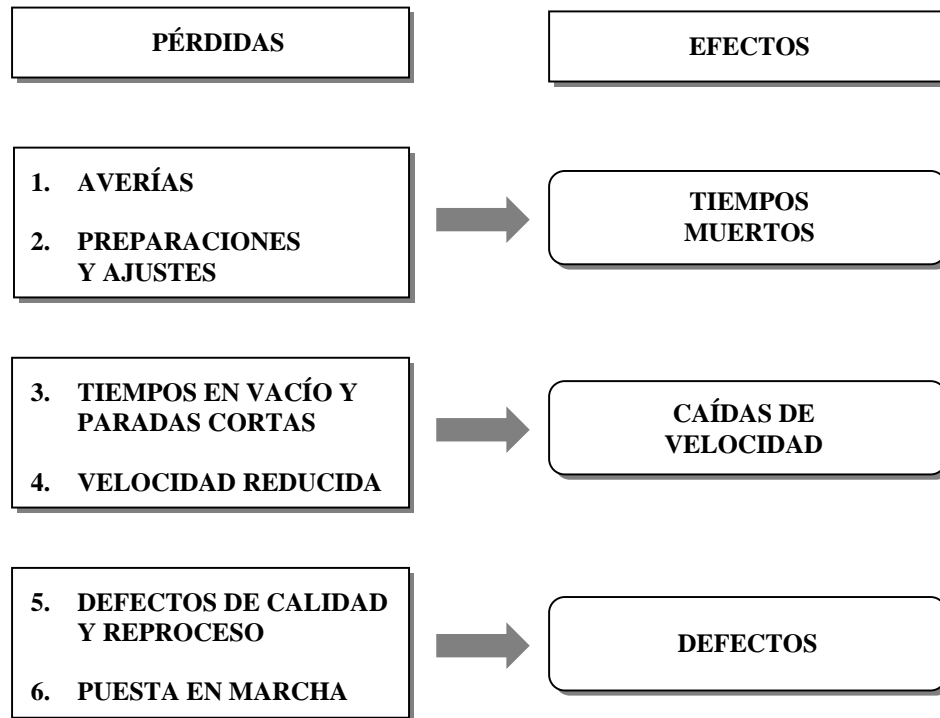 PÉRDIDAS
EFECTOS
1. AVERÍAS
2. PREPARACIONES
Y AJUSTES
TIEMPOS
MUERTOS
3. TIEMPOS EN VACÍO Y
PARADAS CORTAS
4. VELOCIDAD REDUCIDA
CAÍDAS DE
VELOCIDAD
5. DEFECTOS DE CALIDAD
Y REPROCESO
6. PUESTA EN MARCHA
DEFECTOS